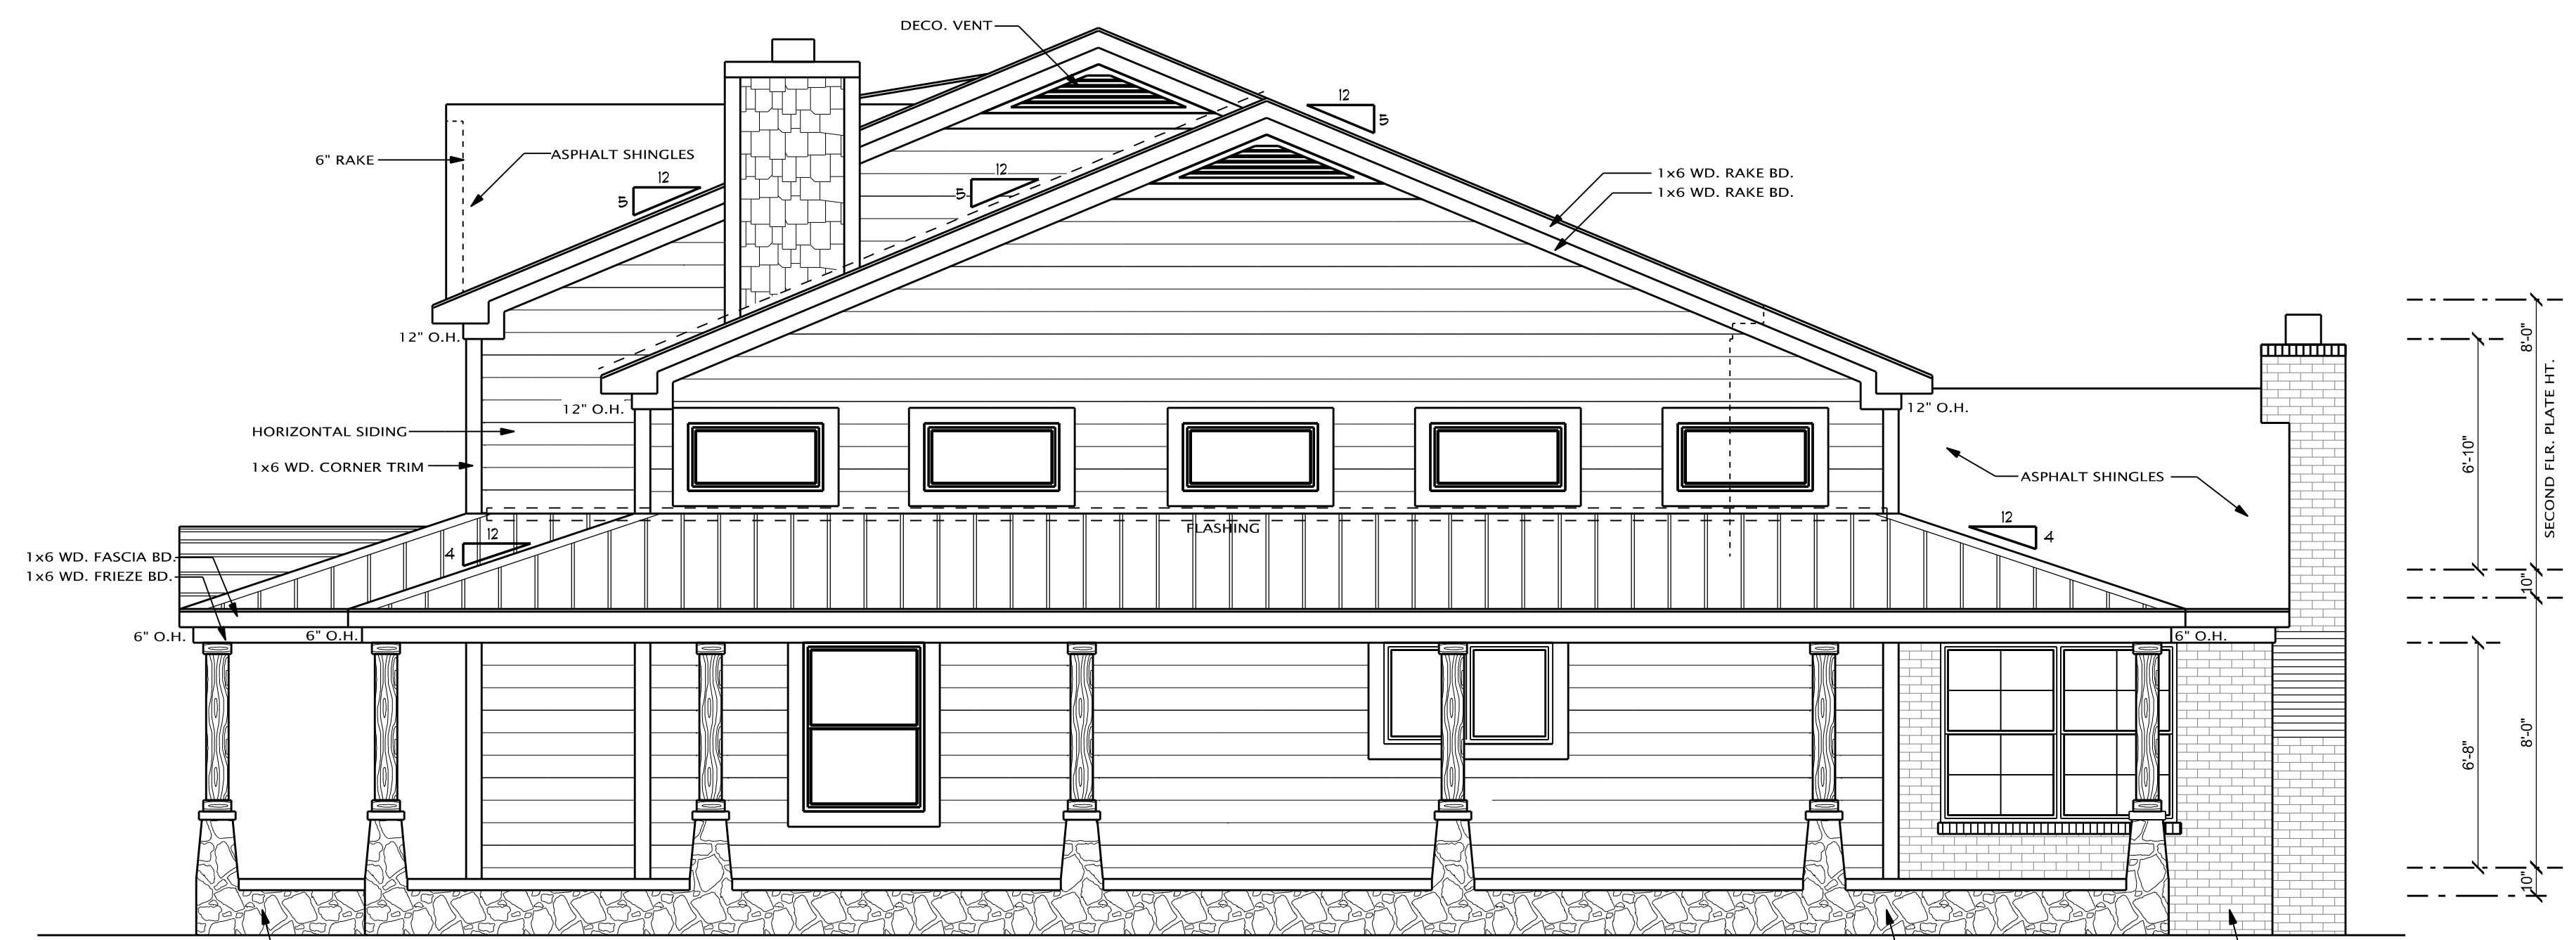 DECO. VENT
12
5
6" RAKE
ASPHALT SHINGLES
12
5
12
5
1x6 WD. RAKE BD.
1x6 WD. RAKE BD.
12" O.H.
8'-0"
SECOND FLR. PLATE HT.
12" O.H.
12" O.H.
HORIZONTAL SIDING
6'-10"
1x6 WD. CORNER TRIM
ASPHALT SHINGLES
FLASHING
12
4
12
4
1x6 WD. FASCIA BD.
1x6 WD. FRIEZE BD.
10"
6" O.H.
6" O.H.
6" O.H.
6'-8"
8'-0"
10"